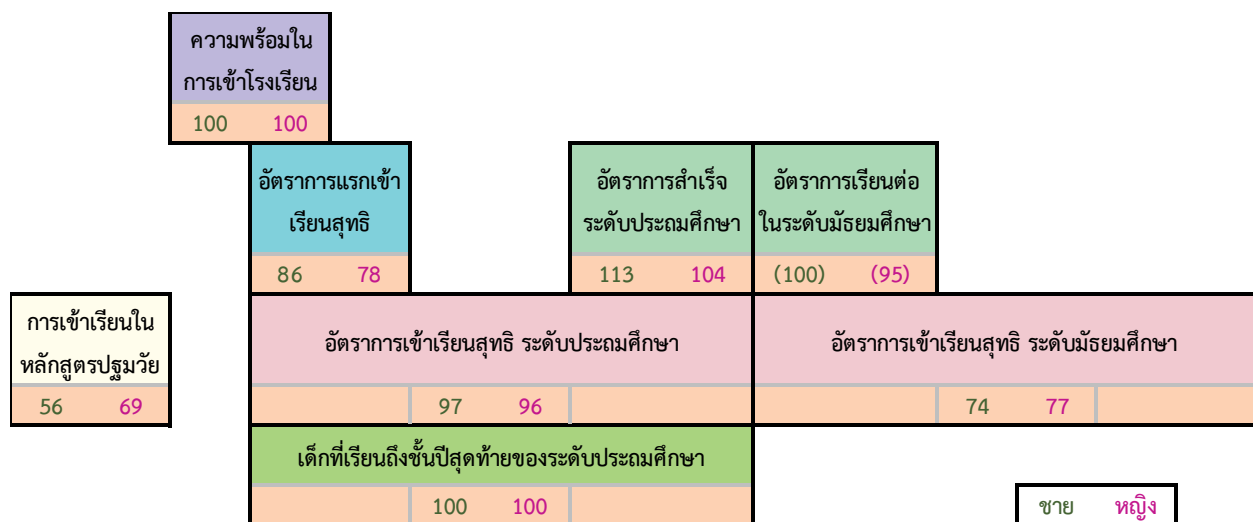 ความพร้อมใน
การเข้าโรงเรียน
100 100
อัตราการแรกเข้า
เรียนสุทธิ
86 78
อัตราการสำเร็จ
ระดับประถมศึกษา
113 104
อัตราการเรียนต่อ
ในระดับมัธยมศึกษา
(100) (95)
การเข้าเรียนใน
หลักสูตรปฐมวัย
56 69
อัตราการเข้าเรียนสุทธิ ระดับประถมศึกษา
97 96
อัตราการเข้าเรียนสุทธิ ระดับมัธยมศึกษา
74 77
เด็กที่เรียนถึงชั้นปีสุดท้ายของระดับประถมศึกษา
100 100
ชาย หญิง